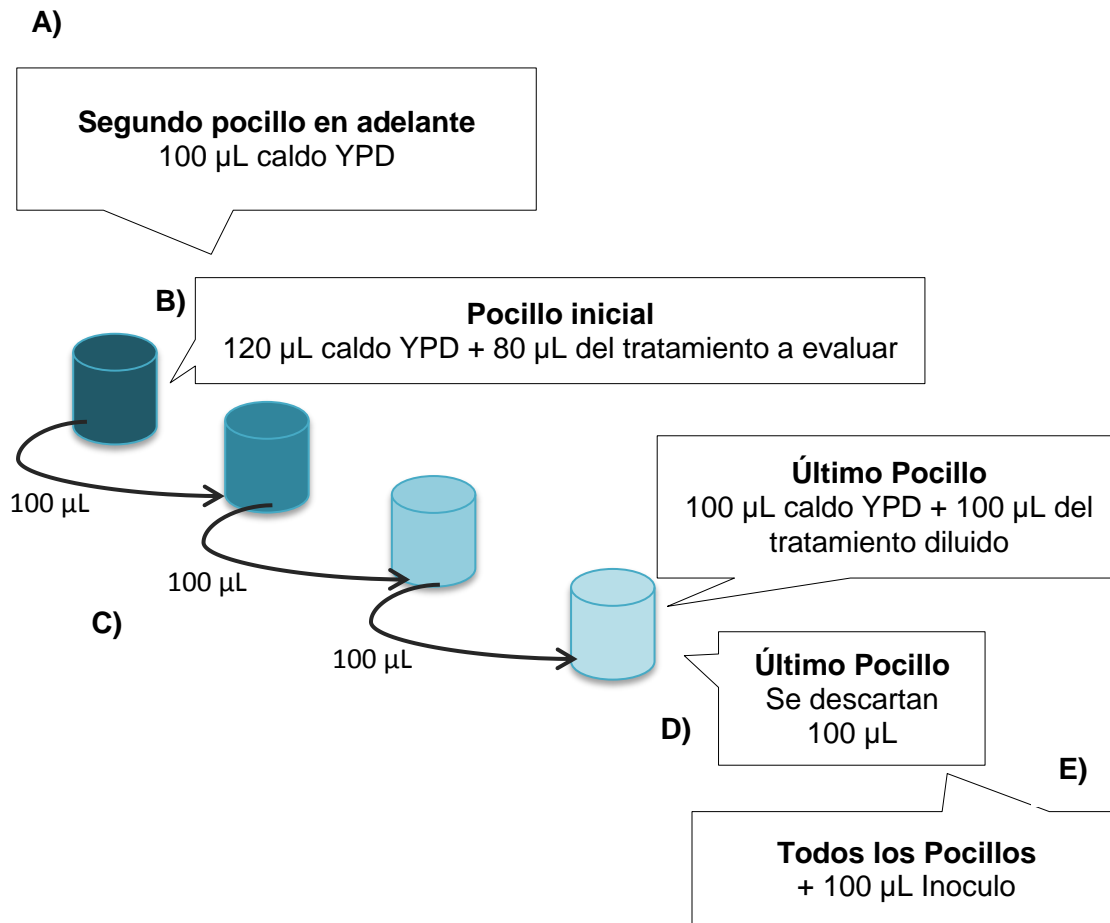 A)
Segundo pocillo en adelante
100 µL caldo YPD
B)
Pocillo inicial
120 µL caldo YPD + 80 µL del tratamiento a evaluar
100 µL
Último Pocillo
100 µL caldo YPD + 100 µL del
tratamiento diluido
100 µL
C)
100 µL
Último Pocillo
Se descartan
100 µL
D)
E)
Todos los Pocillos
+ 100 µL Inoculo